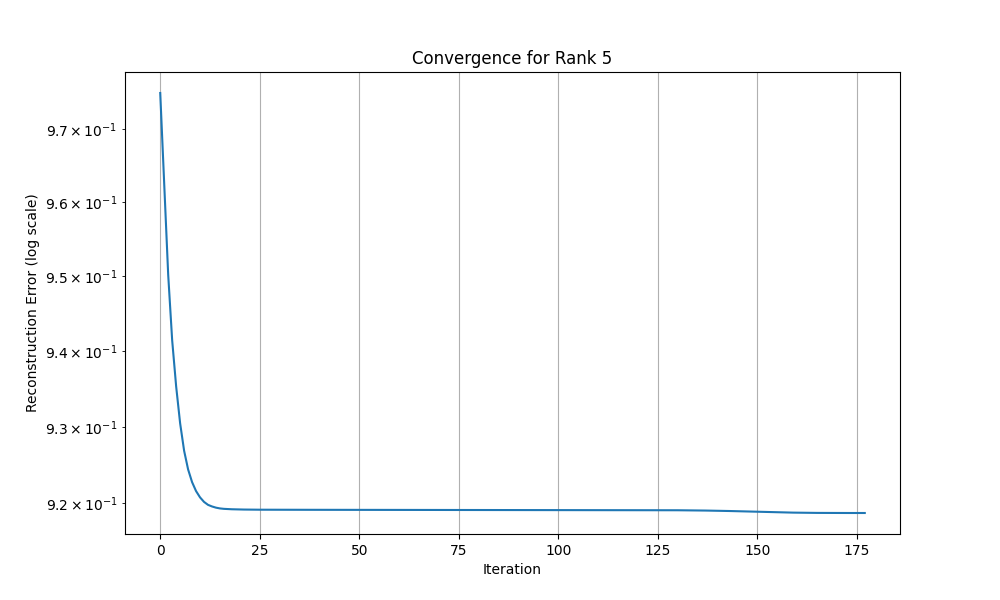 Convergence for Rank 5
9.7 × 10⁻¹
9.6 × 10⁻¹
9.5 × 10⁻¹
9.4 × 10⁻¹
9.3 × 10⁻¹
9.2 × 10⁻¹
Reconstruction Error (log scale)
0 25 50 75 100 125 150 175
Iteration